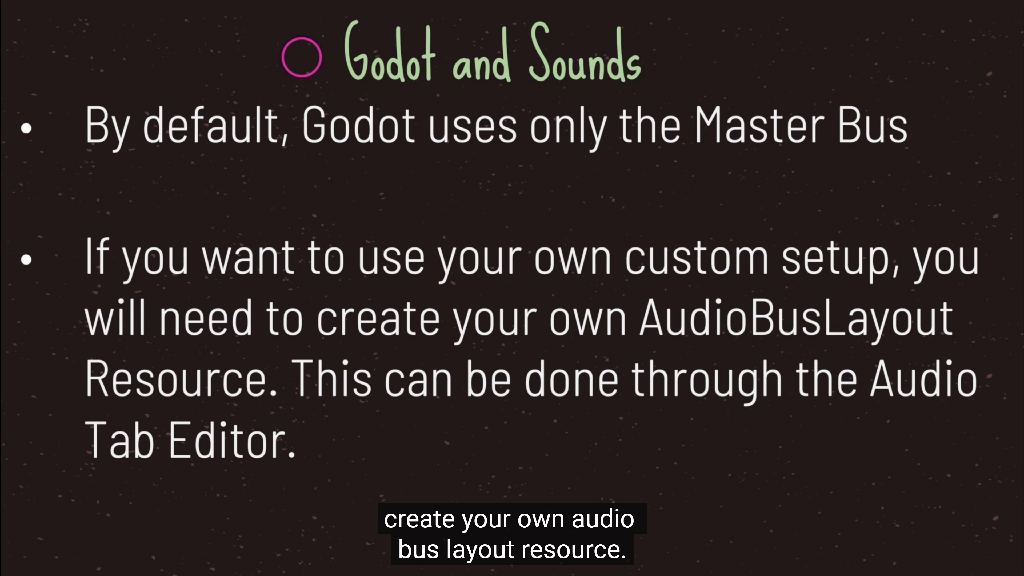 Godot and Sounds
• By default, Godot uses only the Master Bus
• If you want to use your own custom setup, you
will need to create your own AudioBusLayout
Resource. This can be done through the Audio
Tab Editor.
create your own audio
bus layout resource.